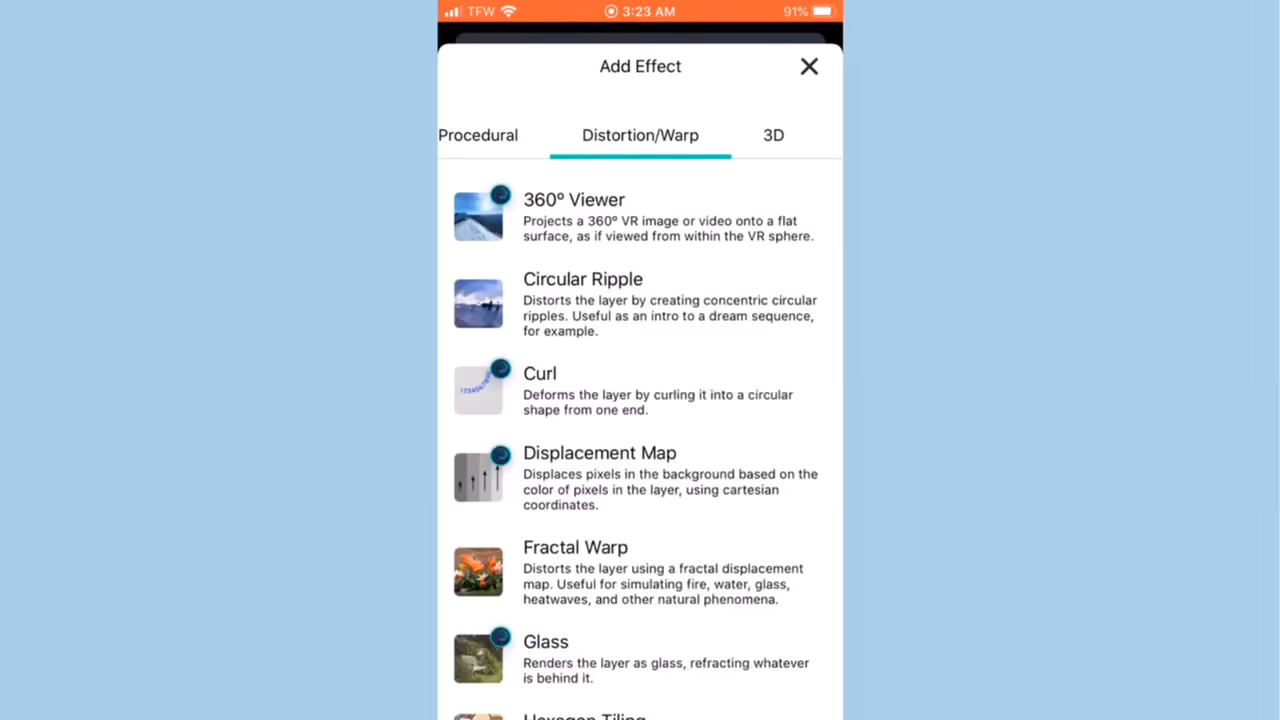 TFW 3:23 AM 91%
Add Effect
Procedural Distortion/Warp 3D
360º Viewer
Projects a 360º VR image or video onto a flat
surface, as if viewed from within the VR sphere.
Circular Ripple
Distorts the layer by creating concentric circular
ripples. Useful as an intro to a dream sequence,
for example.
Curl
Deforms the layer by curling it into a circular
shape from one end.
Displacement Map
Displaces pixels in the background based on the
color of pixels in the layer, using cartesian
coordinates.
Fractal Warp
Distorts the layer using a fractal displacement
map. Useful for simulating fire, water, glass,
heatwaves, and other natural phenomena.
Glass
Renders the layer as glass, refracting whatever
is behind it.
Hexagon Tiling